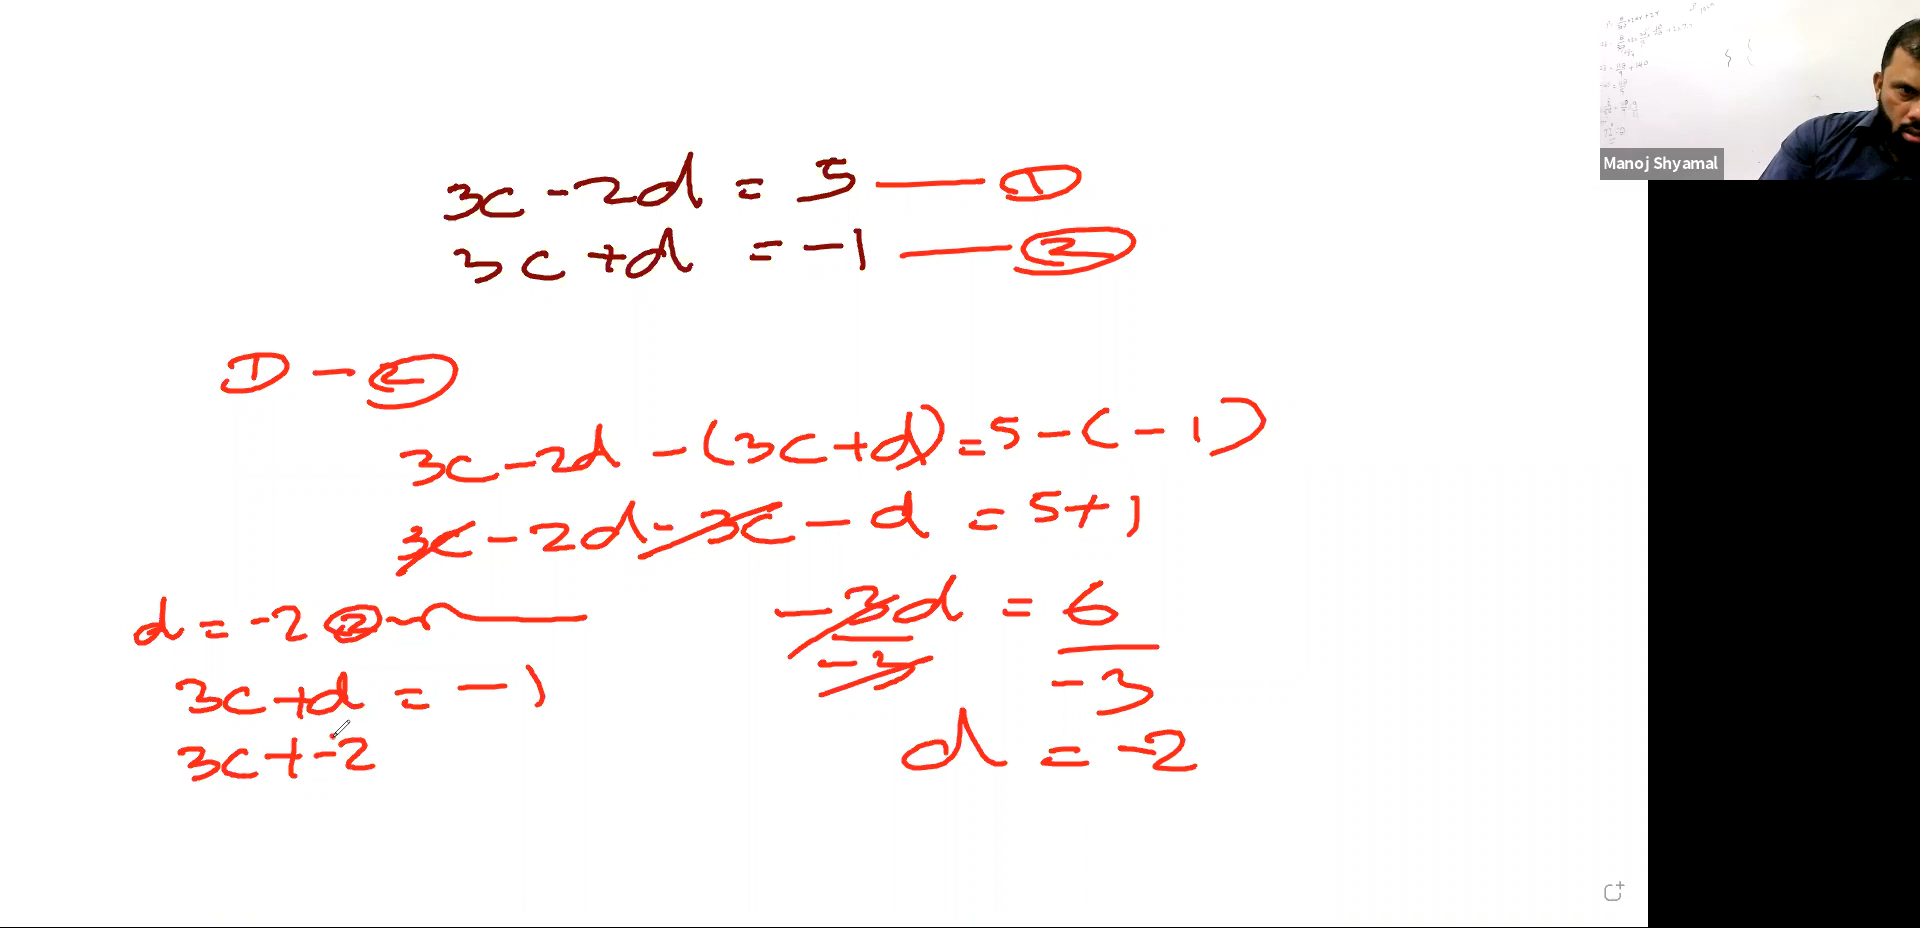 3c - 2d = 5 — ①
3c + d = -1 — ②
① - ②
3c - 2d - (3c + d) = 5 - (-1)
3c - 2d - 3c - d = 5 + 1
-3d = 6
-3 -3
d = -2
d = -2 ②
3c + d = -1
3c + -2
Manoj Shyamal